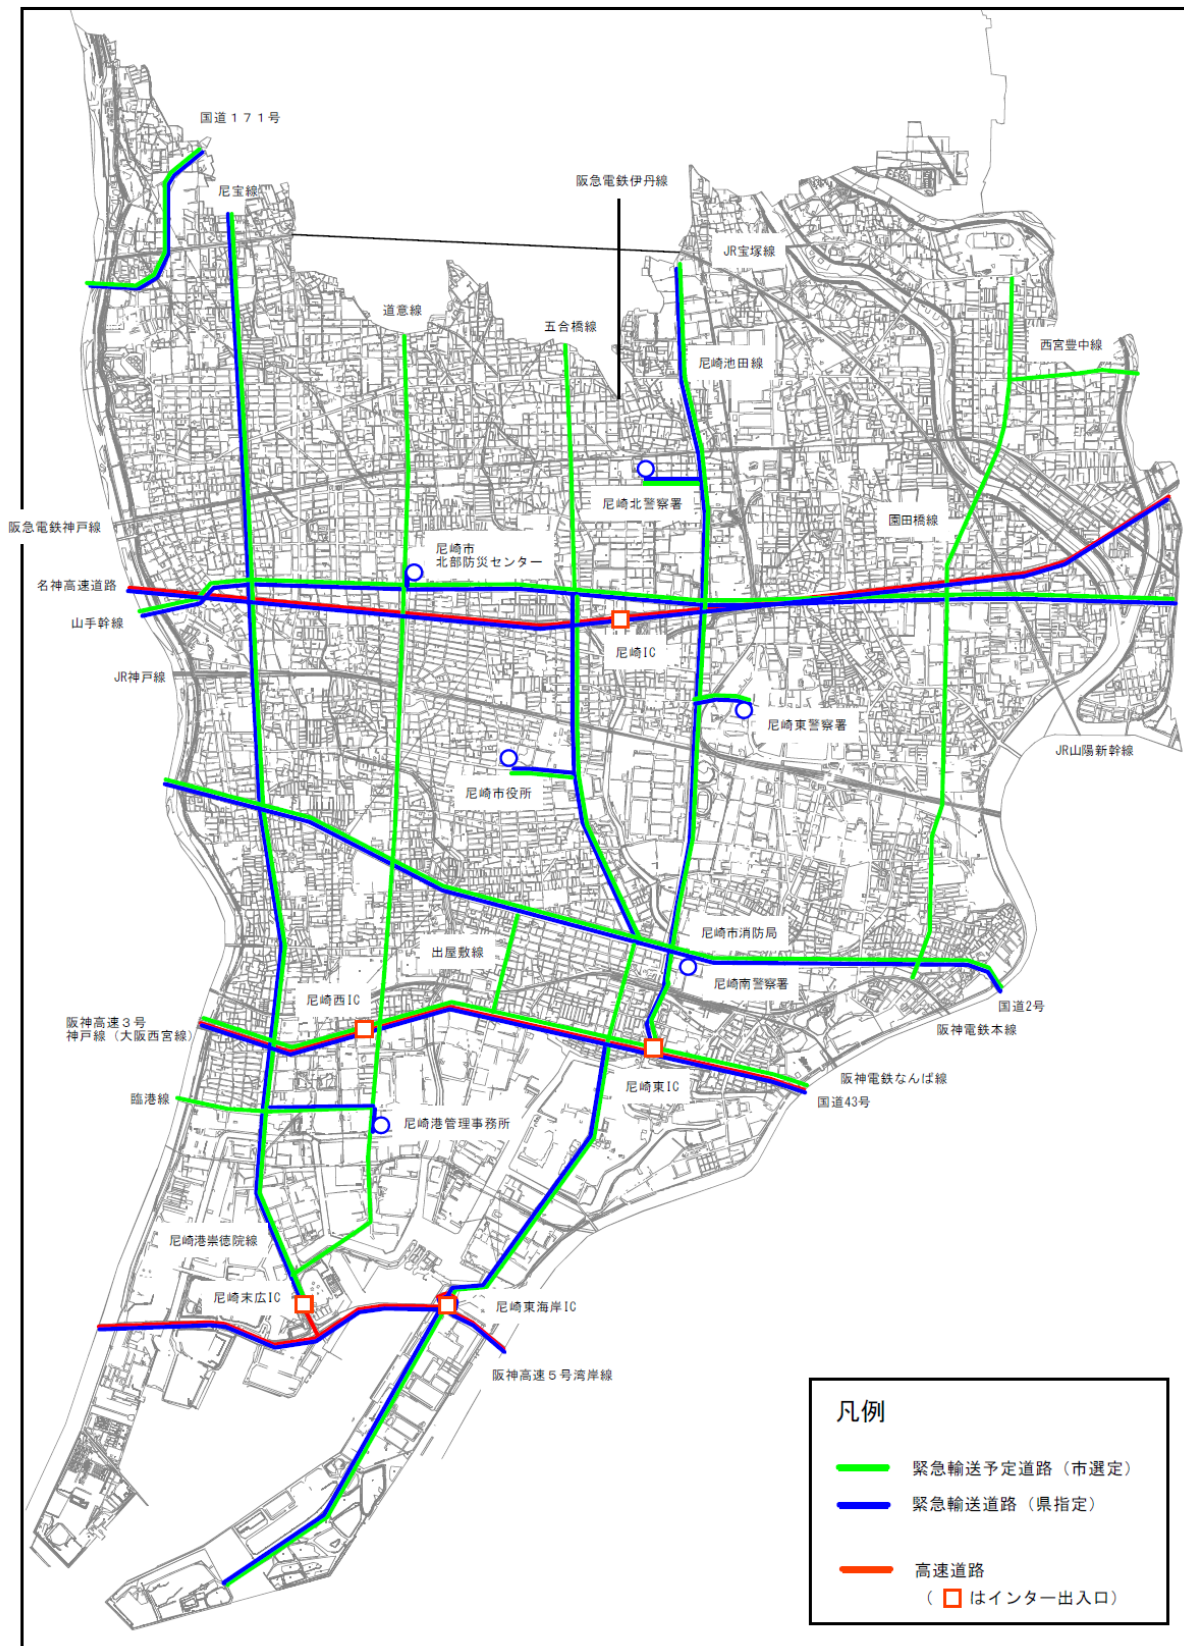 国道１７１号
尼宝線
阪急電鉄伊丹線
JR宝塚線
道意線
五合橋線
西宮豊中線
尼崎池田線
尼崎北警察署
園田橋線
阪急電鉄神戸線
尼崎市
北部防災センター
名神高速道路
山手幹線
尼崎IC
JR神戸線
尼崎東警察署
JR山陽新幹線
尼崎市役所
尼崎市消防局
出屋敷線
尼崎南警察署
尼崎西IC
国道2号
阪神高速３号
神戸線（大阪西宮線）
阪神電鉄本線
阪神電鉄なんば線
尼崎東IC
国道43号
臨港線
尼崎港管理事務所
尼崎港崇徳院線
尼崎末広IC
尼崎東海岸IC
阪神高速５号湾岸線
凡例
緊急輸送予定道路（市選定）
緊急輸送道路（県指定）
高速道路
（ はインター出入口）